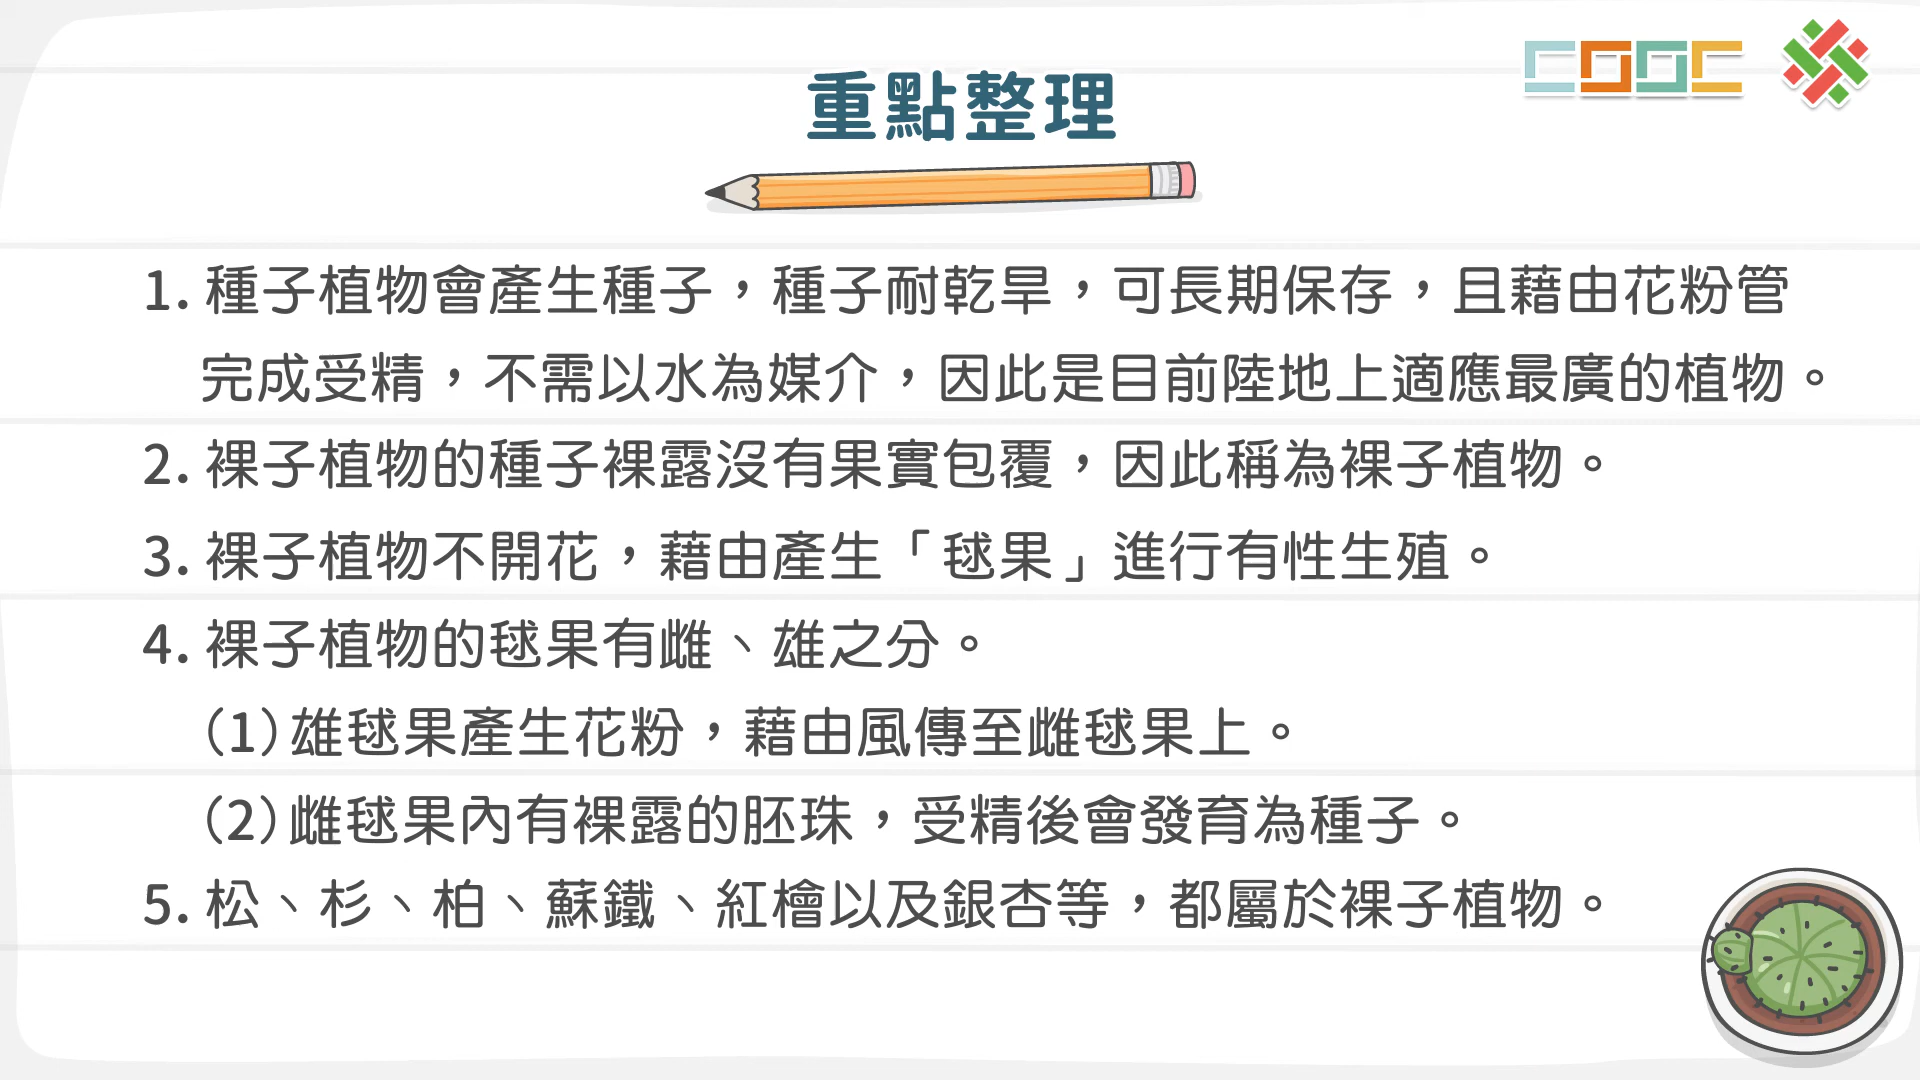 重點整理
1. 種子植物會產生種子，種子耐乾旱，可長期保存，且藉由花粉管
完成受精，不需以水為媒介，因此是目前陸地上適應最廣的植物。
2. 裸子植物的種子裸露沒有果實包覆，因此稱為裸子植物。
3. 裸子植物不開花，藉由產生「毬果」進行有性生殖。
4. 裸子植物的毬果有雌、雄之分。
(1)雄毬果產生花粉，藉由風傳至雌毬果上。
(2)雌毬果內有裸露的胚珠，受精後會發育為種子。
5. 松、杉、柏、蘇鐵、紅檜以及銀杏等，都屬於裸子植物。